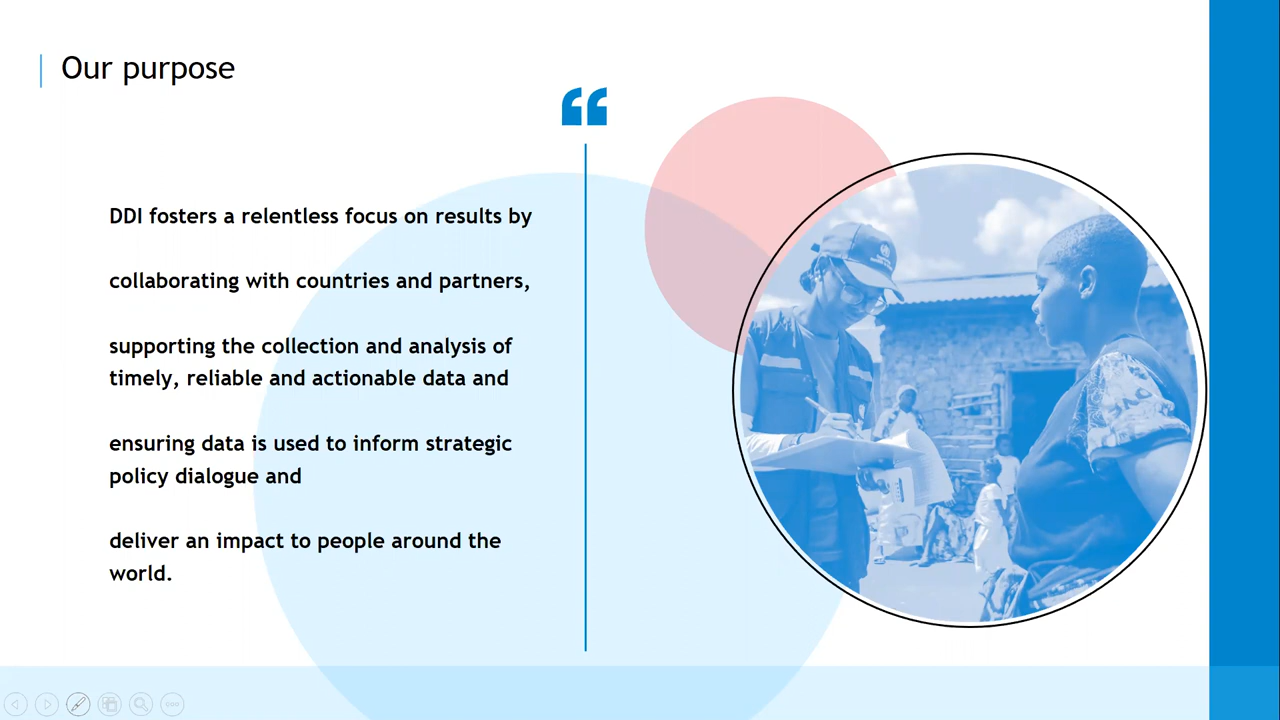 Our purpose
“
DDI fosters a relentless focus on results by
collaborating with countries and partners,
supporting the collection and analysis of
timely, reliable and actionable data and
ensuring data is used to inform strategic
policy dialogue and
deliver an impact to people around the
world.